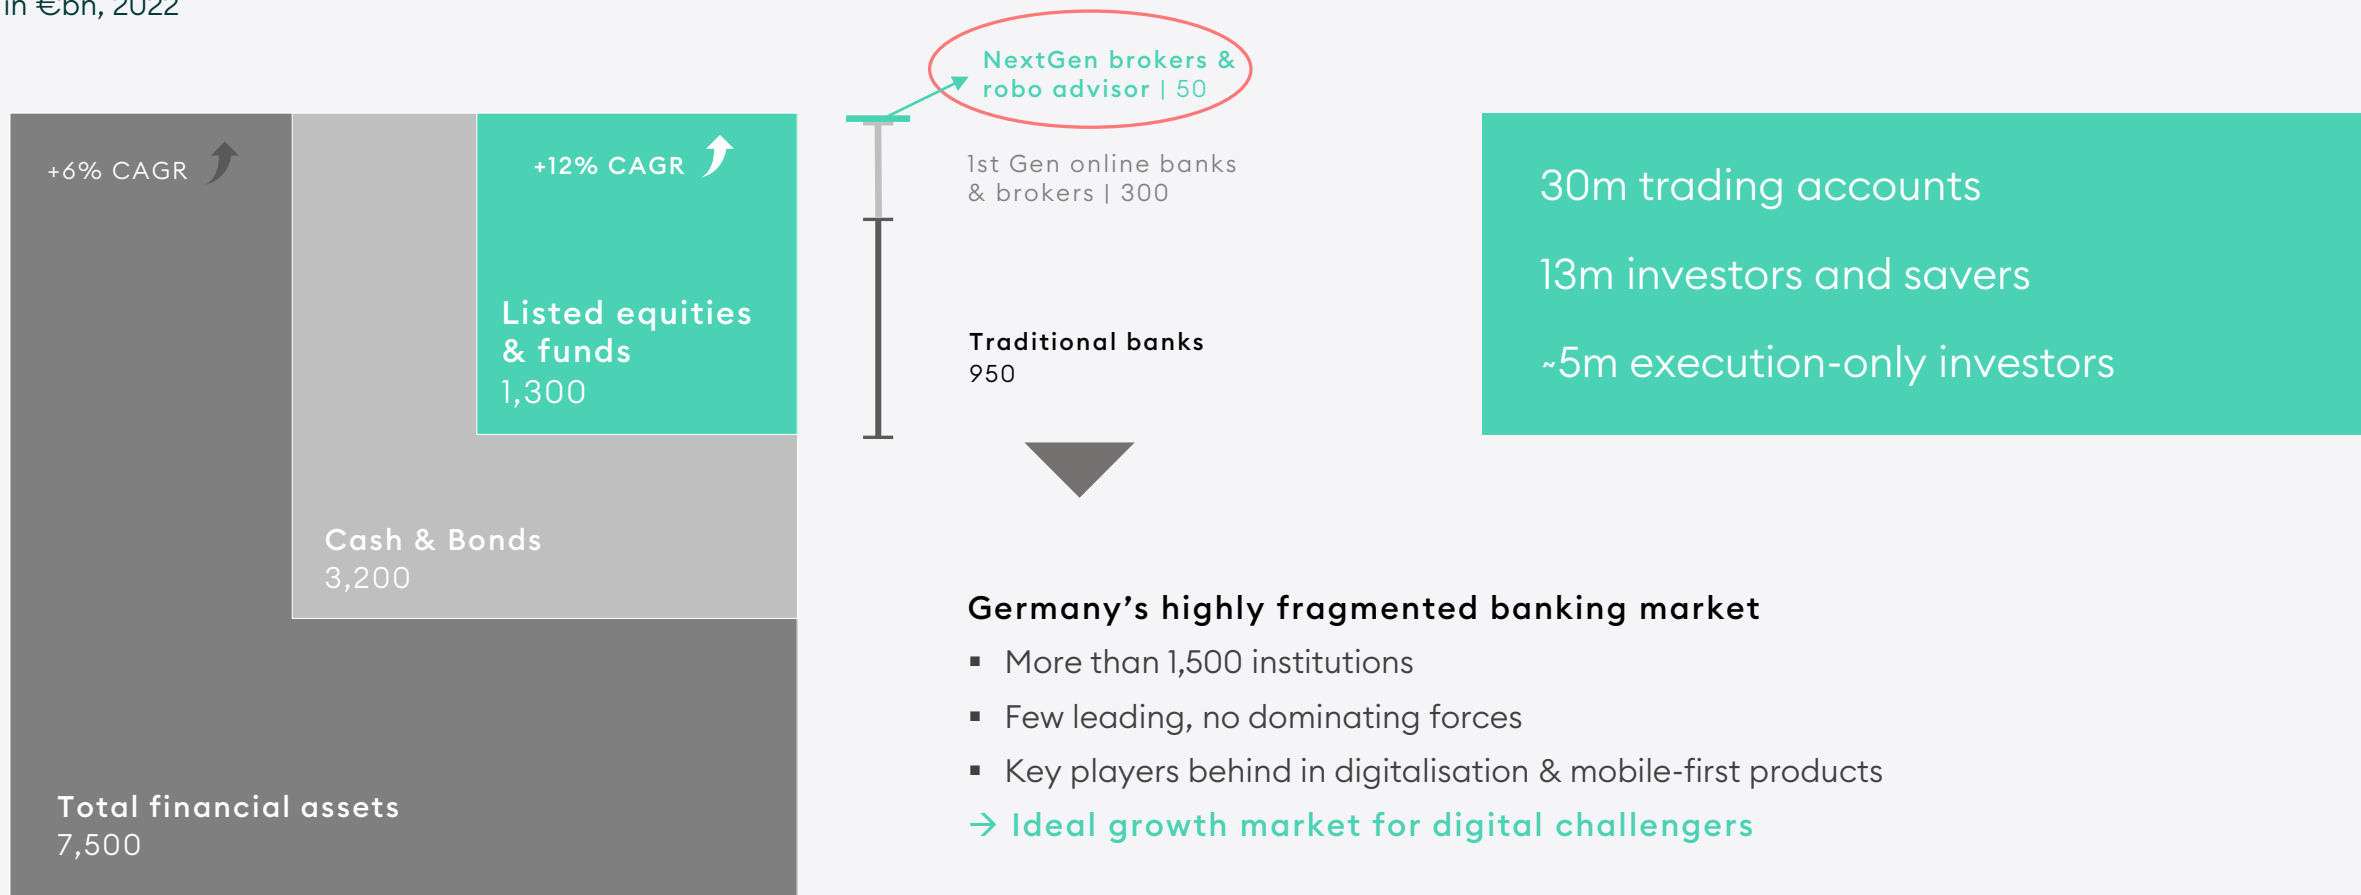 in €bn, 2022
+6% CAGR
+12% CAGR
Listed equities
& funds
1,300
Cash & Bonds
3,200
Total financial assets
7,500
NextGen brokers &
robo advisor | 50
1st Gen online banks
& brokers | 300
Traditional banks
950
30m trading accounts
13m investors and savers
~5m execution-only investors
Germany’s highly fragmented banking market
▪ More than 1,500 institutions
▪ Few leading, no dominating forces
▪ Key players behind in digitalisation & mobile-first products
→ Ideal growth market for digital challengers